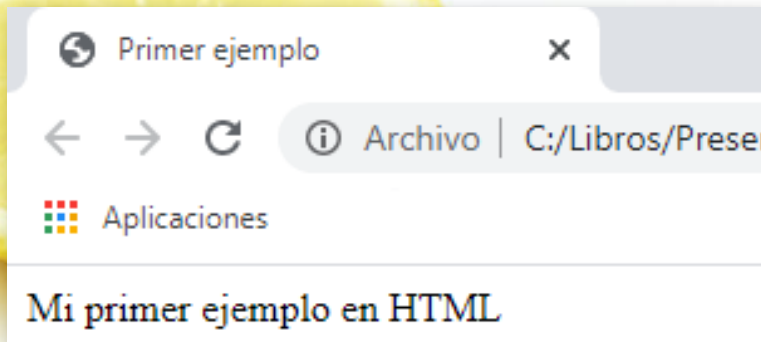 Primer ejemplo
Archivo | C:/Libros/Prese
Aplicaciones
Mi primer ejemplo en HTML